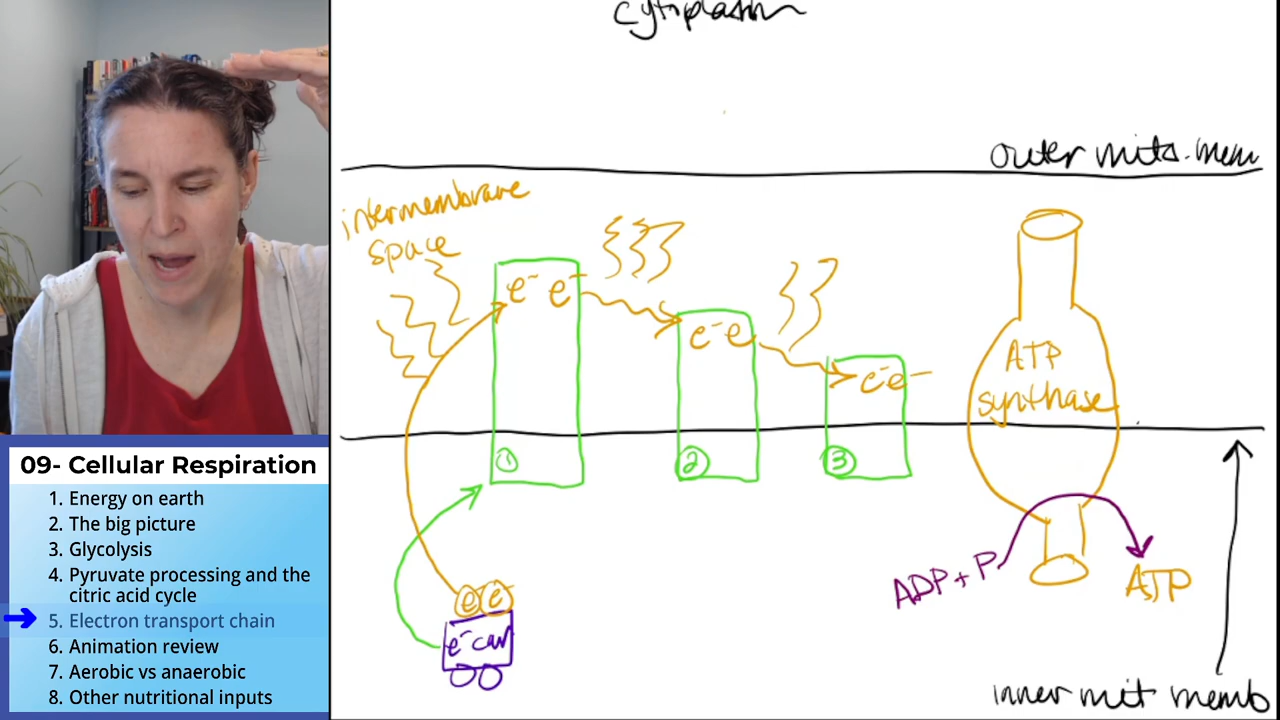 cytoplasm
outer mito. mem
intermembrane
space
e- e-
e- e
e- e-
ATP
synthase
①
②
③
ADP + P
ATP
e e
e- car
inner mit memb
09- Cellular Respiration
1. Energy on earth
2. The big picture
3. Glycolysis
4. Pyruvate processing and the
citric acid cycle
5. Electron transport chain
6. Animation review
7. Aerobic vs anaerobic
8. Other nutritional inputs